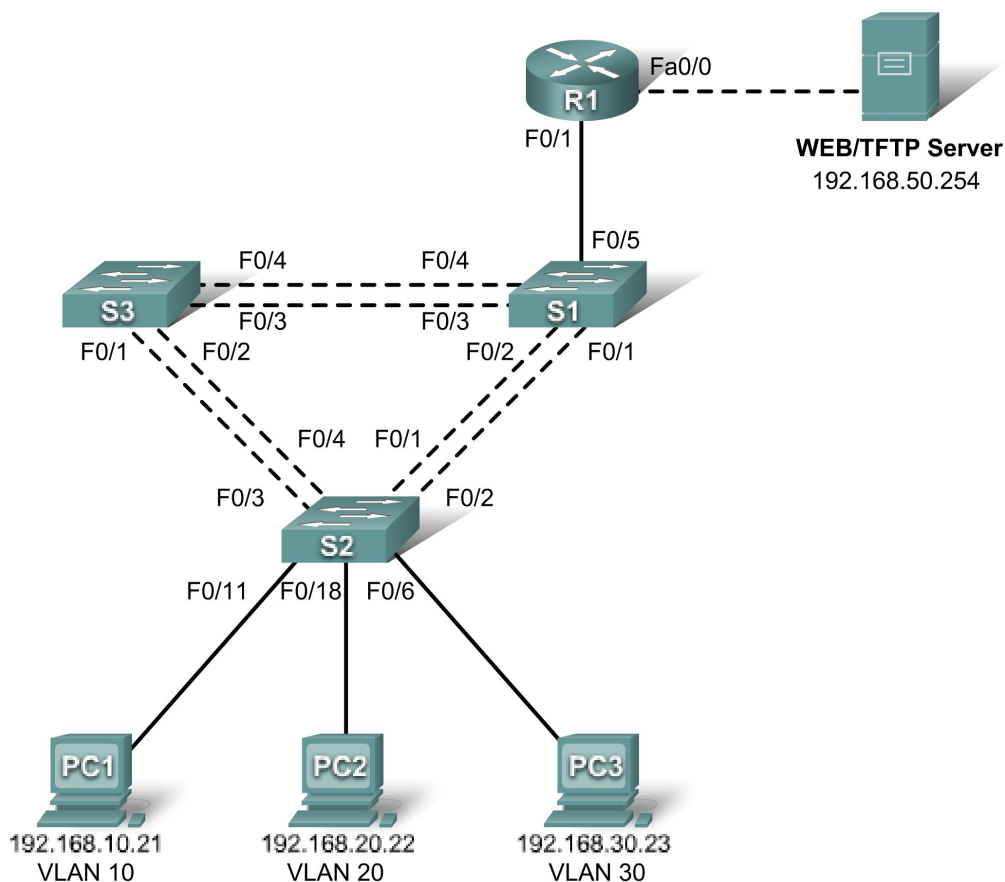 Fa0/0
R1
F0/1
WEB/TFTP Server
192.168.50.254
F0/5
F0/4
F0/4
S3
S1
F0/3
F0/3
F0/1
F0/2
F0/2
F0/1
F0/4
F0/1
F0/3
F0/2
S2
F0/11
F0/18
F0/6
PC1
PC2
PC3
192.168.10.21
192.168.20.22
192.168.30.23
VLAN 10
VLAN 20
VLAN 30